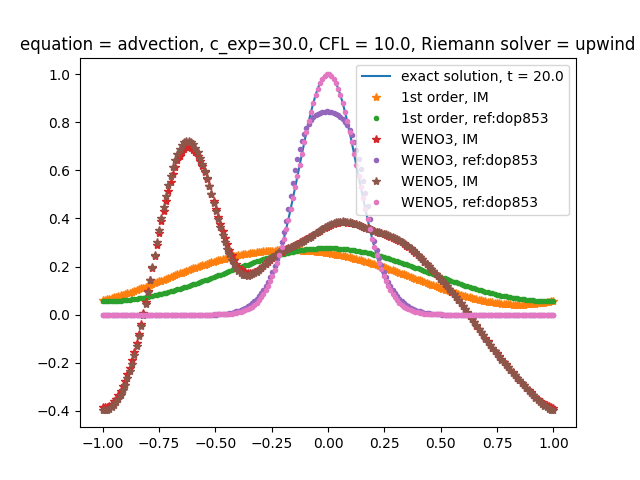 equation = advection, c_exp=30.0, CFL = 10.0, Riemann solver = upwind
exact solution, t = 20.0
1st order, IM
1st order, ref:dop853
WENO3, IM
WENO3, ref:dop853
WENO5, IM
WENO5, ref:dop853
1.0
0.8
0.6
0.4
0.2
0.0
−0.2
−0.4
−1.00 −0.75 −0.50 −0.25 0.00 0.25 0.50 0.75 1.00